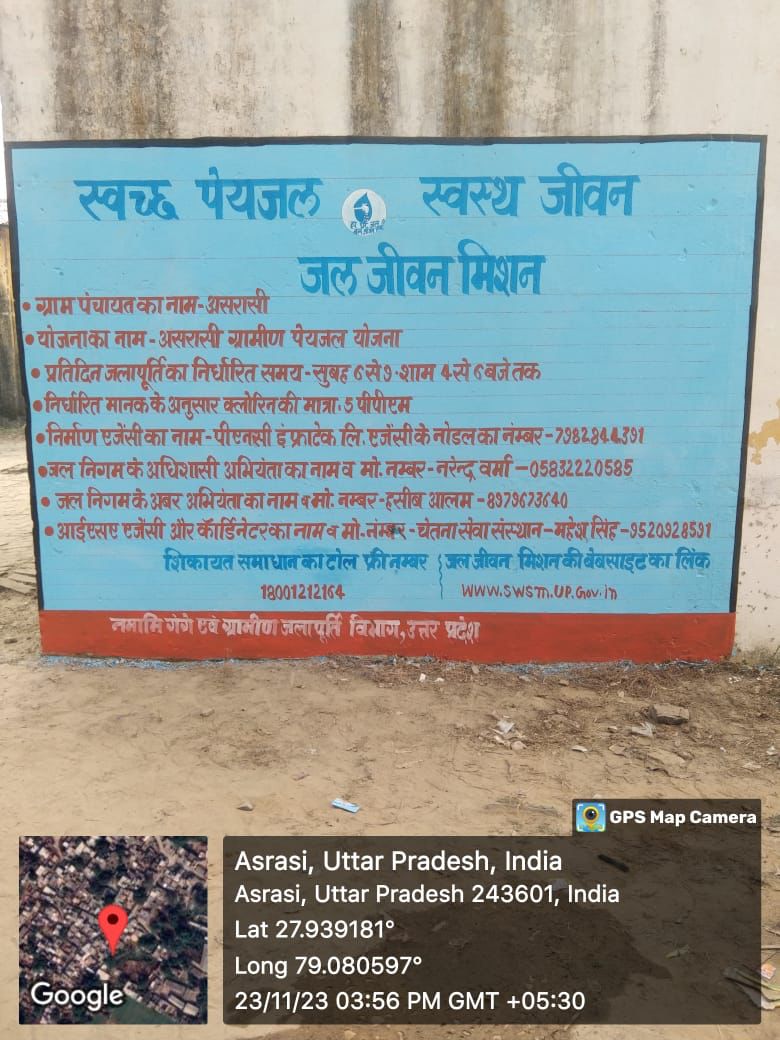 स्वच्छ पेयजल स्वस्थ जीवन
जल जीवन मिशन
• ग्राम पंचायत का नाम-असरासी
• योजना का नाम - असरासी ग्रामीण पेयजल योजना
• प्रतिदिन जलापूर्ति का निर्धारित समय-सुबह 6 से 9 · शाम 4 से 6 बजे तक
• निर्धारित मानक के अनुसार क्लोरिन की मात्रा: 5 पीपीएम
• निर्माण एजेंसी का नाम-पीएनसी इंफ्राटेक लि. एजेंसी के नोडल का नंम्बर-7982844391
• जल निगम के अधिशासी अभियंता का नाम व मो. नम्बर-नरेन्द्र वर्मा-05832220585
• जल निगम के अबर अभियंता का नाम व मो. नम्बर-हसीब आलम-8979673640
• आईएसए एजेंसी और कॉर्डिनेटर का नाम व मो. नंम्बर-चेतना सेवा संस्थान-महेश सिंह-9520928591
शिकायत समाधान का टोल फ्री नम्बर जल जीवन मिशन की बेबसाइट का लिंक
18001212164 www.swsm.up.gov.in
नमामि गंगे एवं ग्रामीण जलापूर्ति विभाग, उत्तर प्रदेश
GPS Map Camera
Asrasi, Uttar Pradesh, India
Asrasi, Uttar Pradesh 243601, India
Lat 27.939181°
Long 79.080597°
23/11/23 03:56 PM GMT +05:30
Google